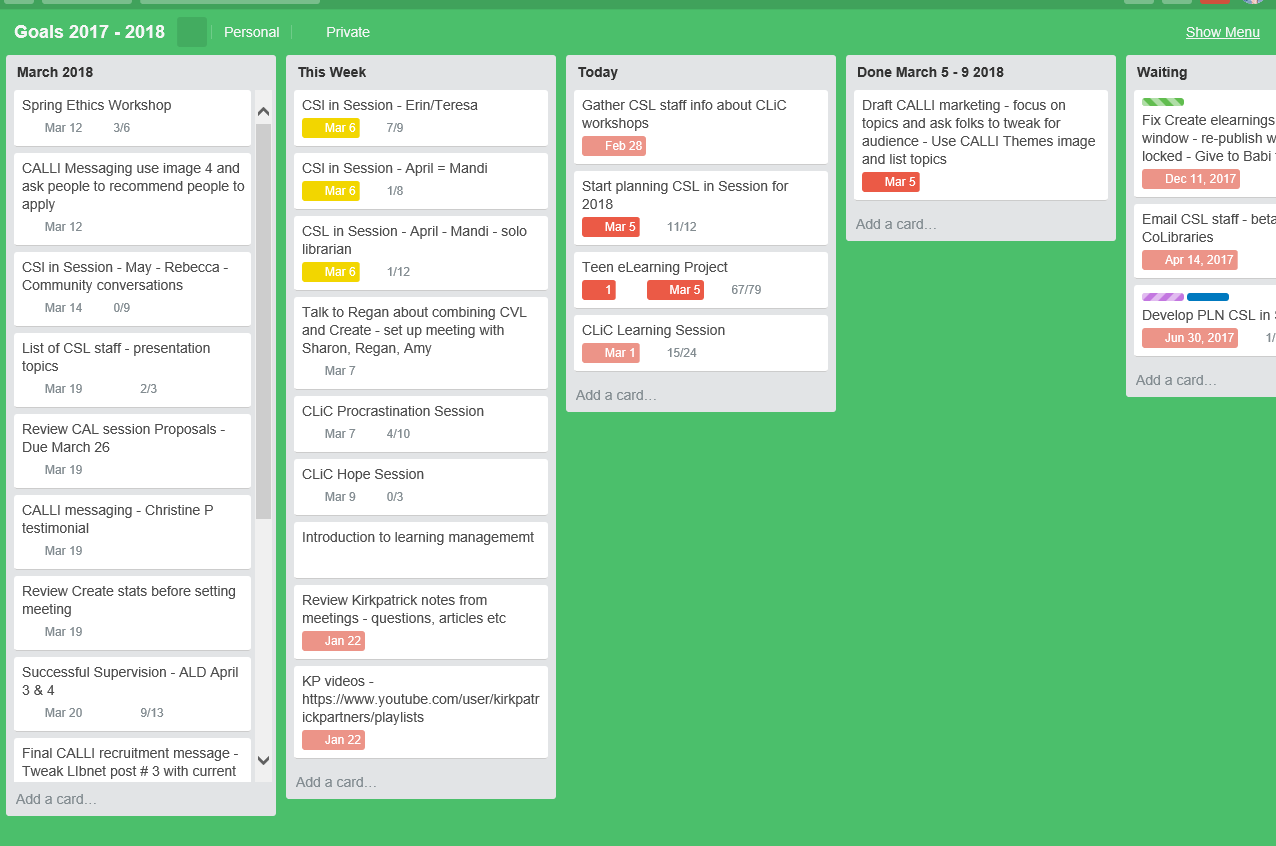 Goals 2017 - 2018
Personal
Private
Show Menu
March 2018
Spring Ethics Workshop
Mar 12 3/6
CALLI Messaging use image 4 and
ask people to recommend people to
apply
Mar 12
CSl in Session - May - Rebecca -
Community conversations
Mar 14 0/9
List of CSL staff - presentation
topics
Mar 19 2/3
Review CAL session Proposals -
Due March 26
Mar 19
CALLI messaging - Christine P
testimonial
Mar 19
Review Create stats before setting
meeting
Mar 19
Successful Supervision - ALD April
3 & 4
Mar 20 9/13
Final CALLI recruitment message -
Tweak LIbnet post # 3 with current
Add a card…
This Week
CSl in Session - Erin/Teresa
Mar 6 7/9
CSl in Session - April = Mandi
Mar 6 1/8
CSL in Session - April - Mandi - solo
librarian
Mar 6 1/12
Talk to Regan about combining CVL
and Create - set up meeting with
Sharon, Regan, Amy
Mar 7
CLiC Procrastination Session
Mar 7 4/10
CLiC Hope Session
Mar 9 0/3
Introduction to learning managememt
Review Kirkpatrick notes from
meetings - questions, articles etc
Jan 22
KP videos -
https://www.youtube.com/user/kirkpatr
ickpartners/playlists
Jan 22
Add a card…
Today
Gather CSL staff info about CLiC
workshops
Feb 28
Start planning CSL in Session for
2018
Mar 5 11/12
Teen eLearning Project
1 Mar 5 67/79
CLiC Learning Session
Mar 1 15/24
Add a card…
Done March 5 - 9 2018
Draft CALLI marketing - focus on
topics and ask folks to tweak for
audience - Use CALLI Themes image
and list topics
Mar 5
Add a card…
Waiting
Fix Create elearnings
window - re-publish w
locked - Give to Babi
Dec 11, 2017
Email CSL staff - beta
CoLibraries
Apr 14, 2017
Develop PLN CSL in
Jun 30, 2017 1/
Add a card…